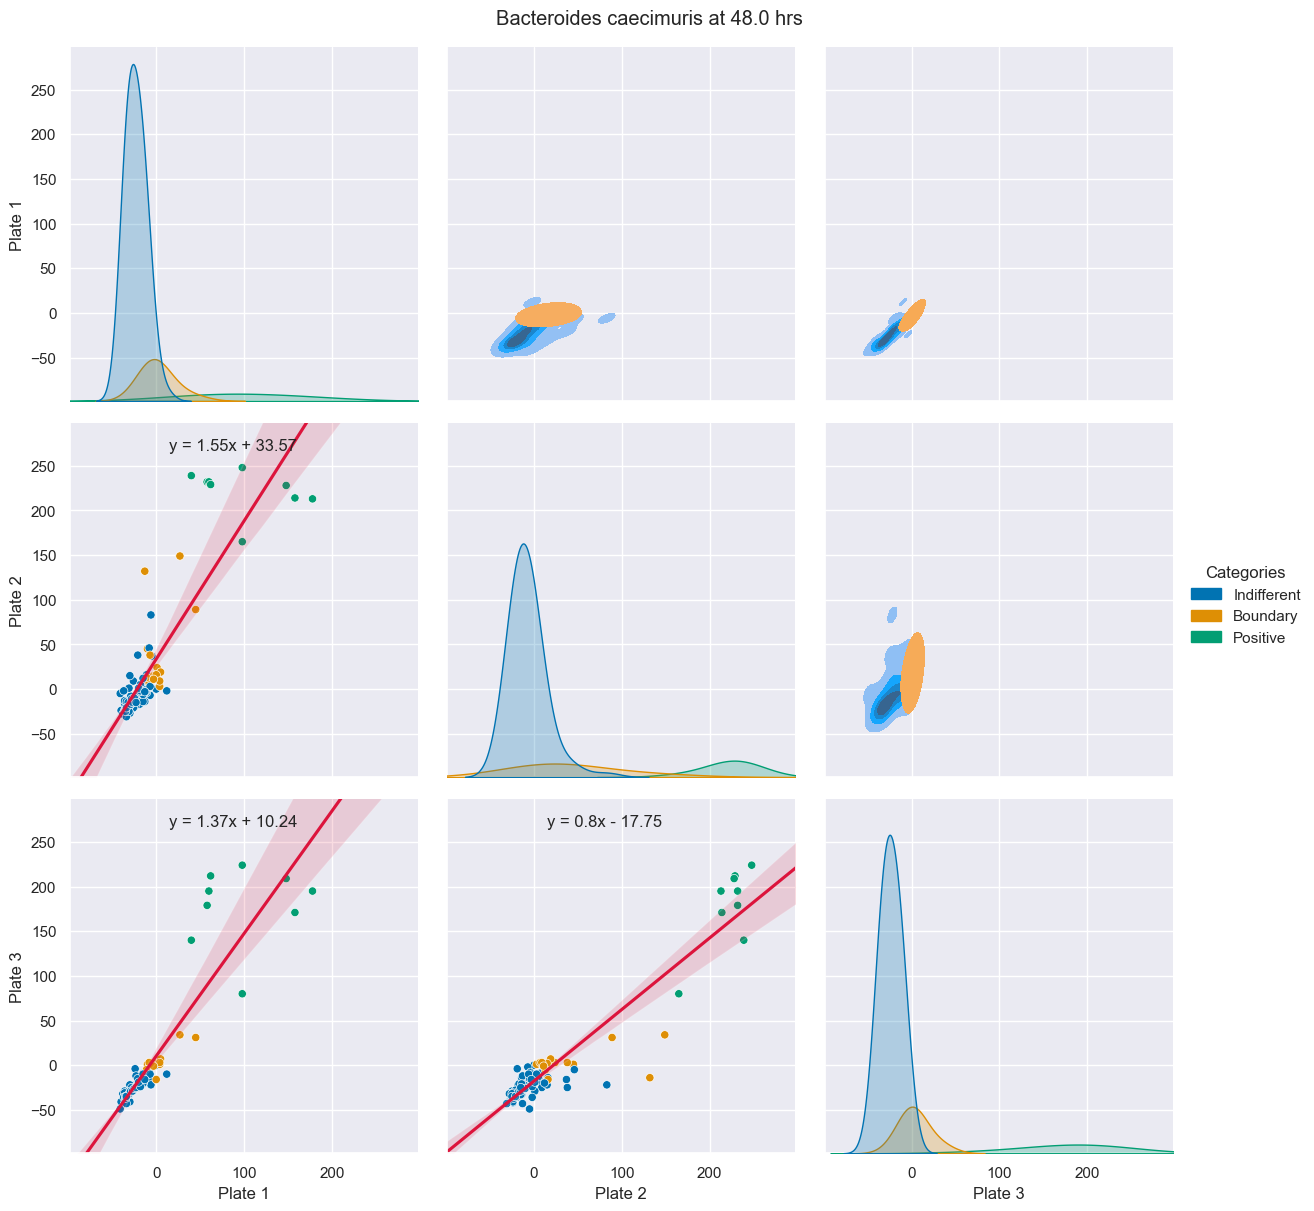 Bacteroides caecimuris at 48.0 hrs
Plate 1
250
200
150
100
50
0
−50
Plate 2
250
200
150
100
50
0
−50
y = 1.55x + 33.57
Categories
Indifferent
Boundary
Positive
Plate 3
250
200
150
100
50
0
−50
y = 1.37x + 10.24
y = 0.8x - 17.75
0 100 200
0 100 200
0 100 200
Plate 1
Plate 2
Plate 3